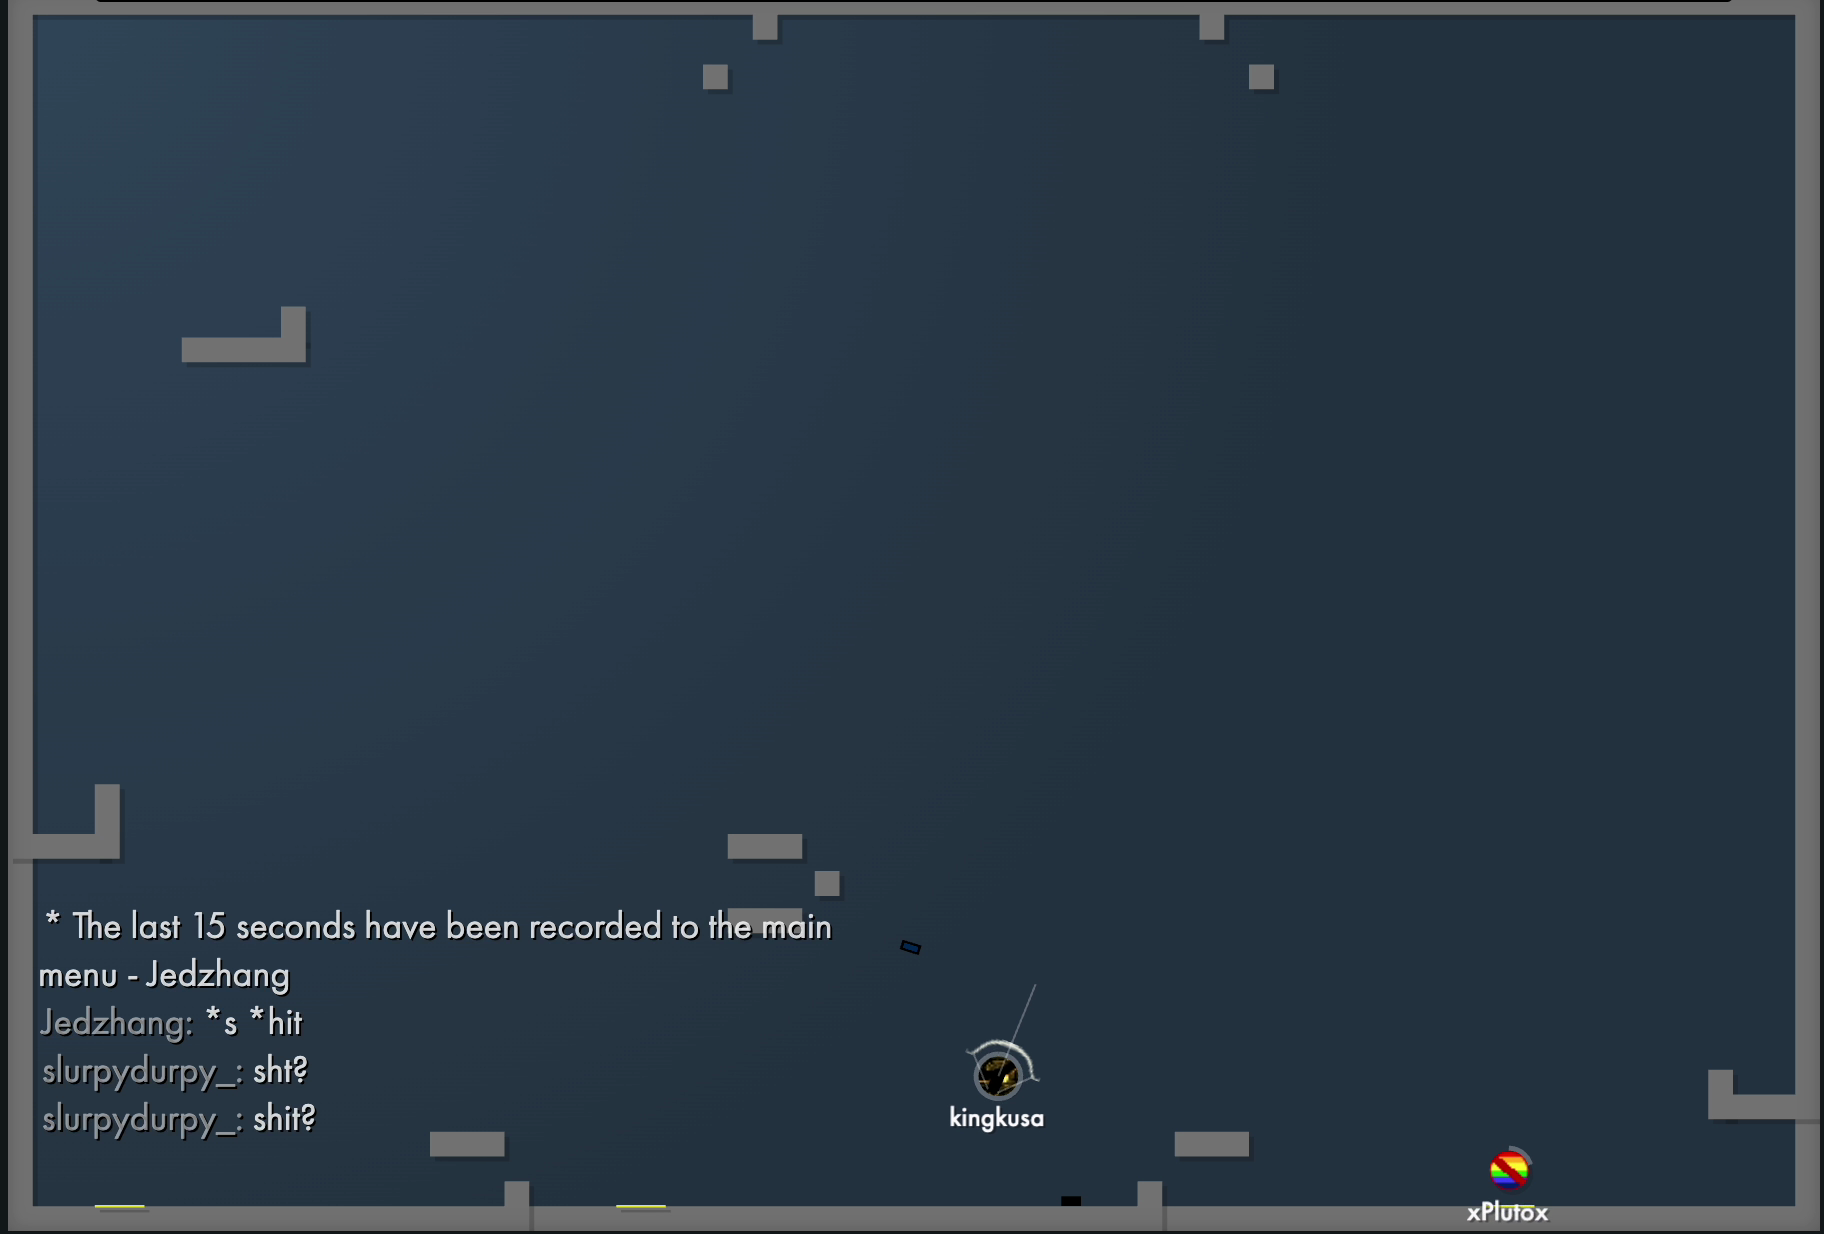 * The last 15 seconds have been recorded to the main
menu - Jedzhang
Jedzhang: *s *hit
slurpydurpy_: sht?
slurpydurpy_: shit?
kingkusa
xPlutox